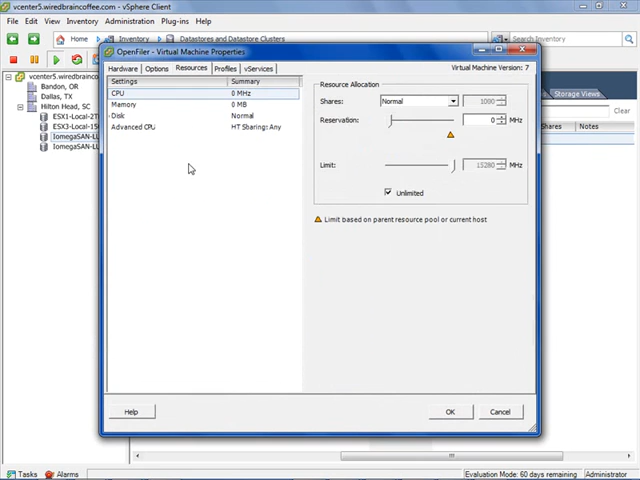 vcenter5.wiredbraincoffee.com - vSphere Client
File Edit View Inventory Administration Plug-ins Help
Home Inventory Datastores and Datastore Clusters
Search Inventory
vcenter5.wiredbraincoffee.com
Bandon, OR
Dallas, TX
Hilton Head, SC
OpenFiler - Virtual Machine Properties
Hardware Options Resources Profiles vServices
Virtual Machine Version: 7
Settings Summary
CPU 0 MHz
Memory 0 MB
Disk Normal
Advanced CPU HT Sharing: Any
Resource Allocation
Shares: Normal 1000
Reservation: 0 MHz
Limit: 15280 MHz
Unlimited
Limit based on parent resource pool or current host
Help OK Cancel
Storage Views
Clear
Shares Notes
Tasks Alarms
Evaluation Mode: 60 days remaining Administrator